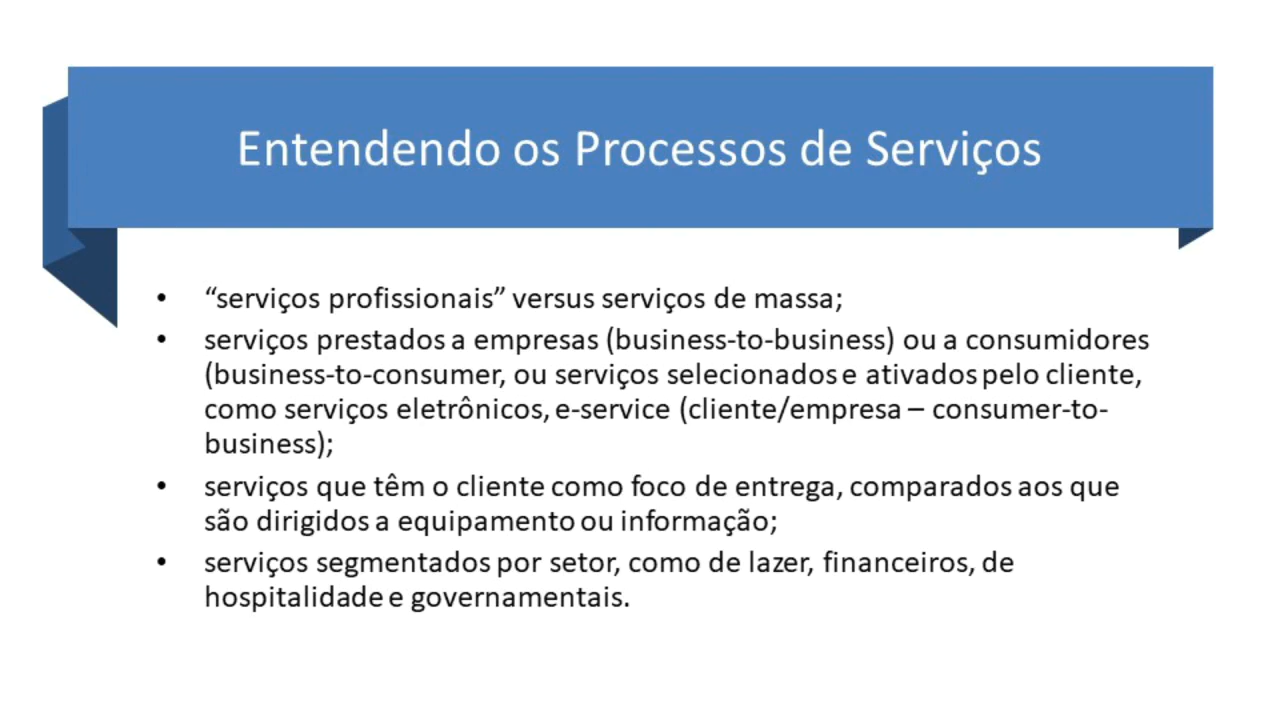 Entendendo os Processos de Serviços
• “serviços profissionais” versus serviços de massa;
• serviços prestados a empresas (business-to-business) ou a consumidores
(business-to-consumer, ou serviços selecionados e ativados pelo cliente,
como serviços eletrônicos, e-service (cliente/empresa – consumer-to-
business);
• serviços que têm o cliente como foco de entrega, comparados aos que
são dirigidos a equipamento ou informação;
• serviços segmentados por setor, como de lazer, financeiros, de
hospitalidade e governamentais.